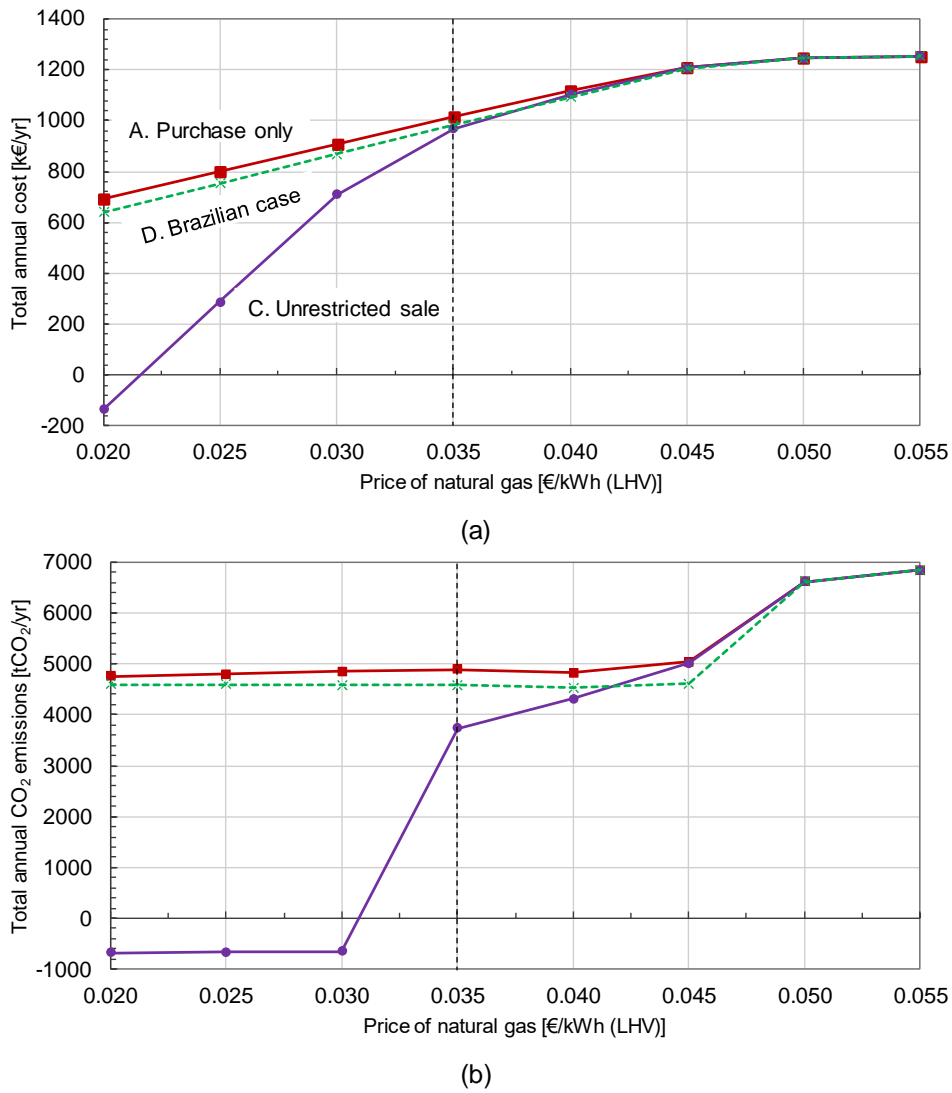 1400
1200
1000
800
600
400
200
0
-200
Total annual cost [k€/yr]
A. Purchase only
D. Brazilian case
C. Unrestricted sale
0.020 0.025 0.030 0.035 0.040 0.045 0.050 0.055
Price of natural gas [€/kWh (LHV)]
(a)
7000
6000
5000
4000
3000
2000
1000
0
-1000
Total annual CO₂ emissions [tCO₂/yr]
0.020 0.025 0.030 0.035 0.040 0.045 0.050 0.055
Price of natural gas [€/kWh (LHV)]
(b)